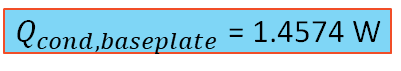 Q_cond,baseplate = 1.4574 W